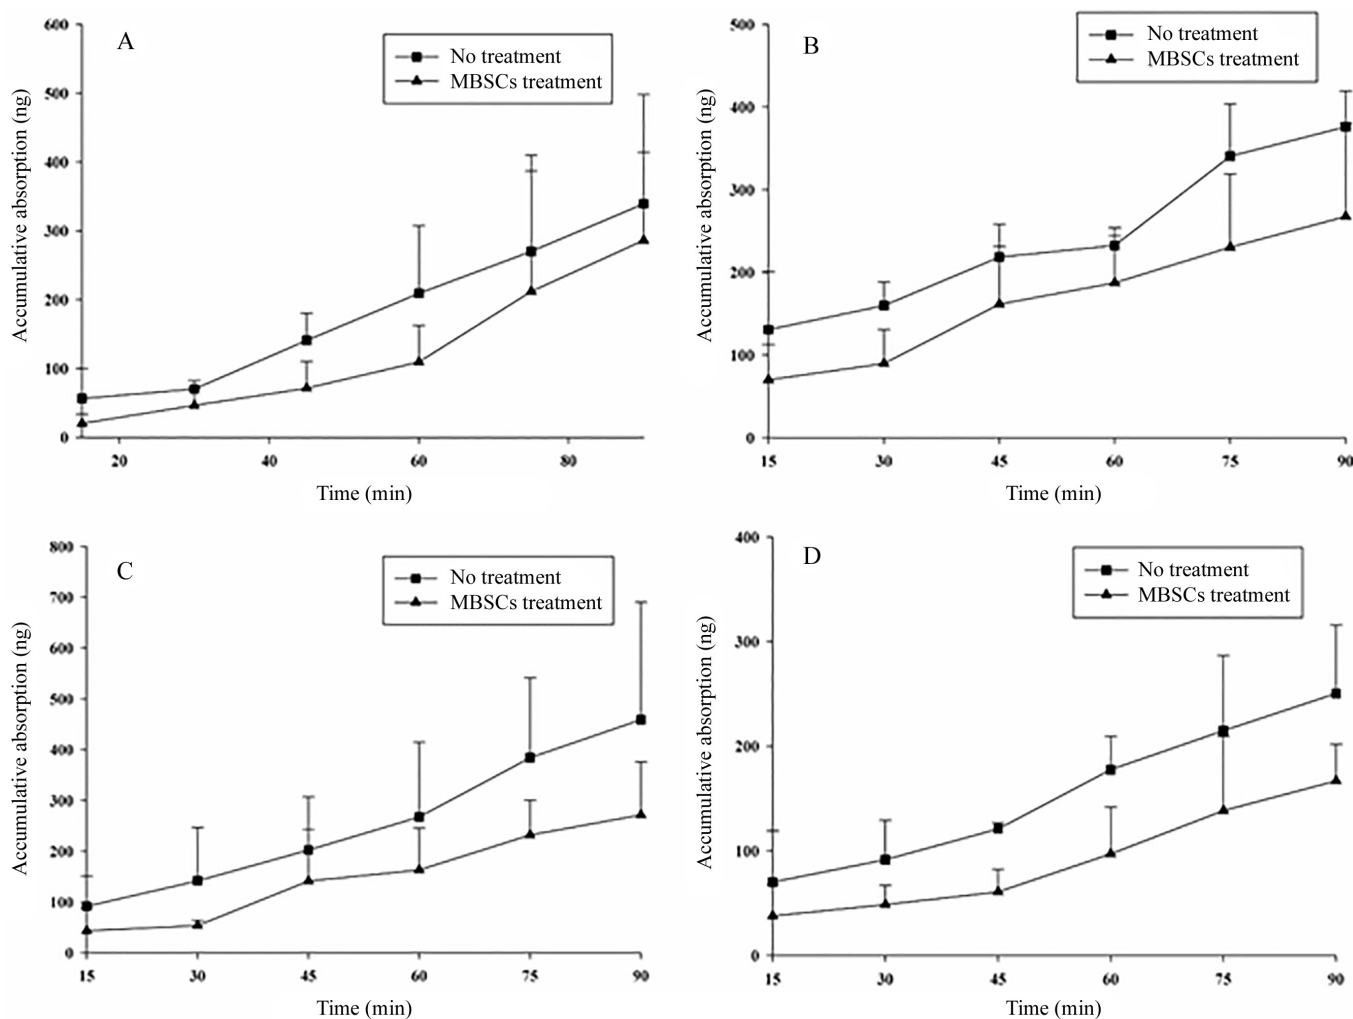 A
No treatment
MBSCs treatment
600
500
400
300
200
100
0
20 40 60 80
Accumulative absorption (ng)
Time (min)
B
No treatment
MBSCs treatment
500
400
300
200
100
0
15 30 45 60 75 90
Accumulative absorption (ng)
Time (min)
C
No treatment
MBSCs treatment
800
700
600
500
400
300
200
100
0
15 30 45 60 75 90
Accumulative absorption (ng)
Time (min)
D
No treatment
MBSCs treatment
400
300
200
100
0
15 30 45 60 75 90
Accumulative absorption (ng)
Time (min)